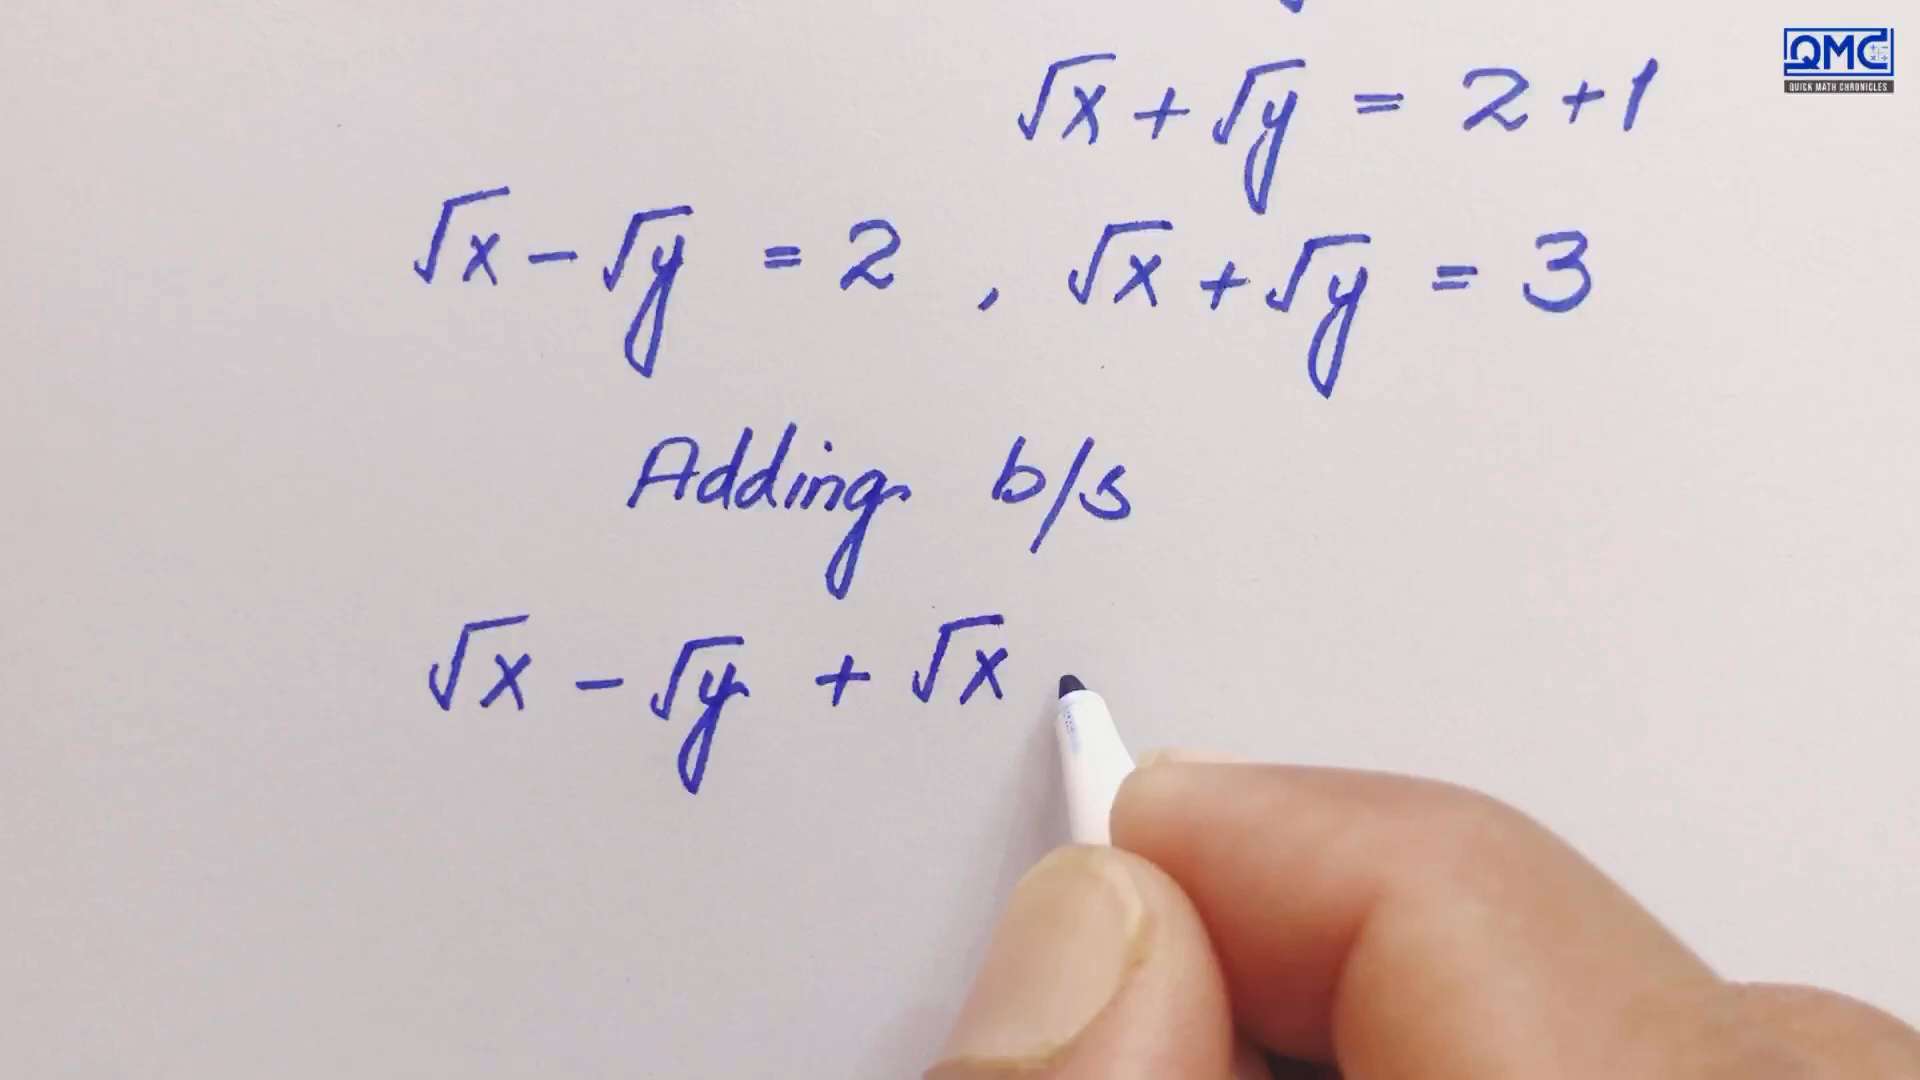 QMC
QUICK MATH CHRONICLES
√x + √y = 2 + 1
√x - √y = 2 , √x + √y = 3
Adding b/s
√x - √y + √x